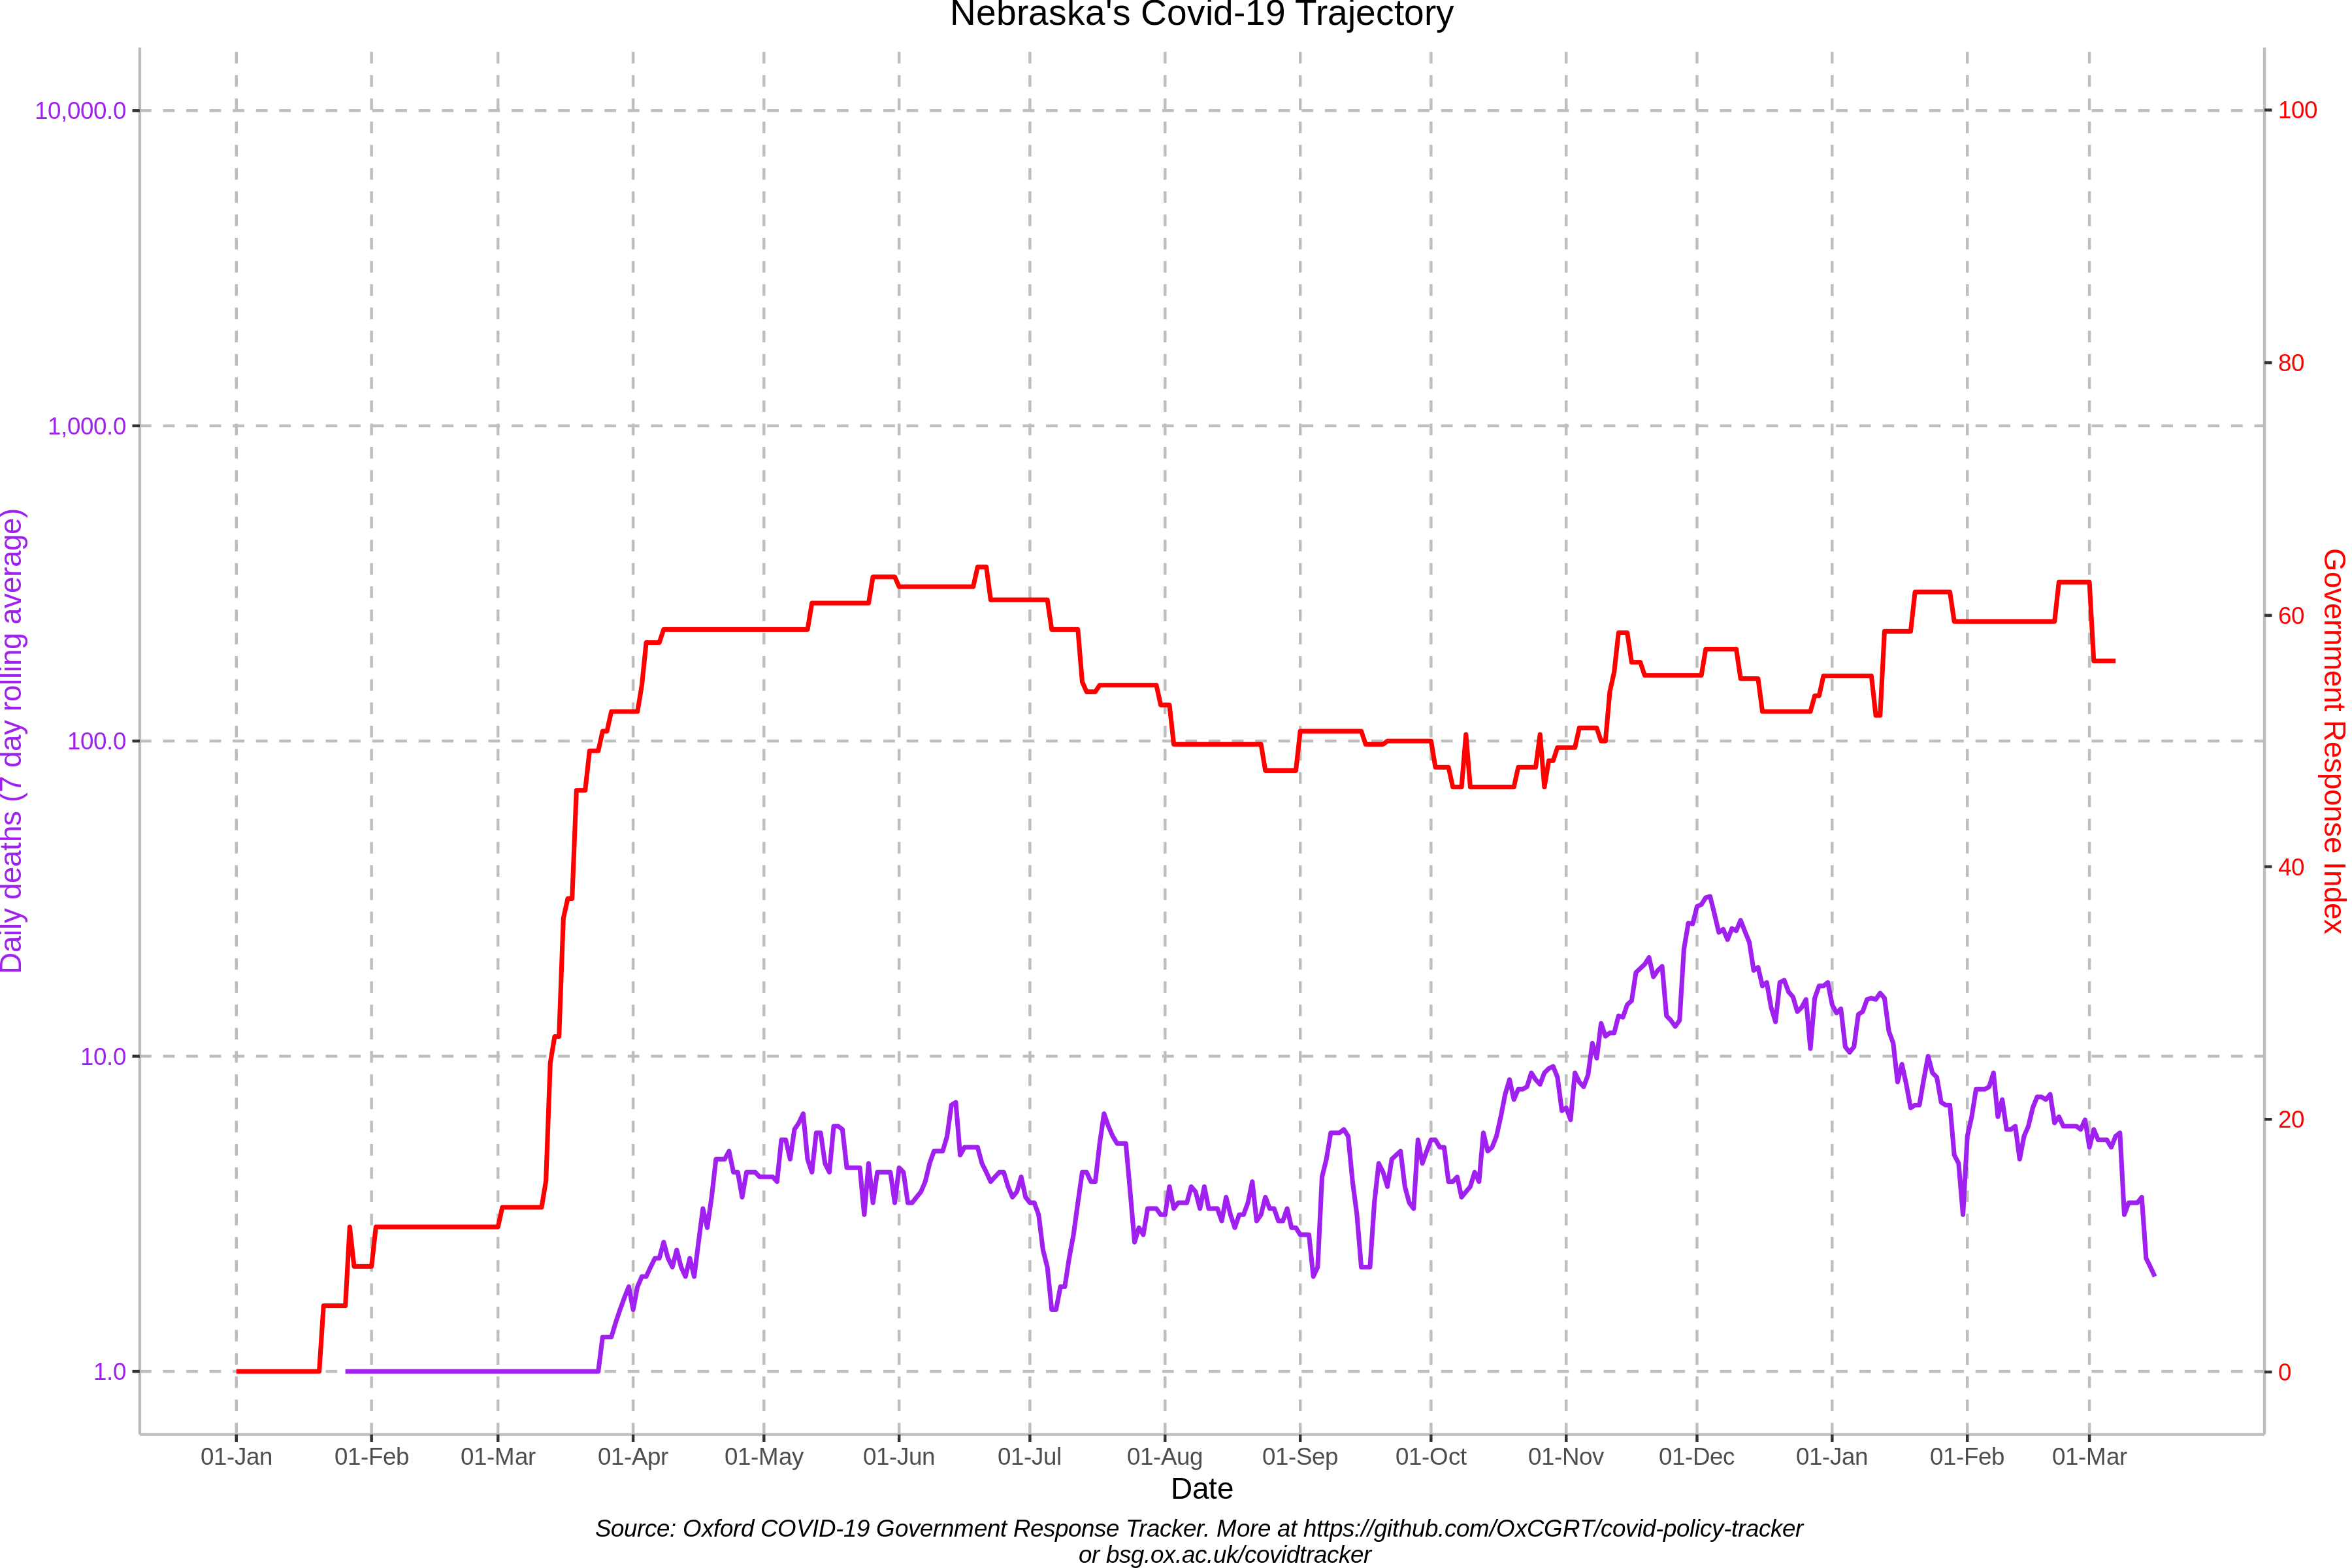 Nebraska's Covid-19 Trajectory
Daily deaths (7 day rolling average)
10,000.0
1,000.0
100.0
10.0
1.0
100
80
60
40
20
0
Government Response Index
01-Jan 01-Feb 01-Mar 01-Apr 01-May 01-Jun 01-Jul 01-Aug 01-Sep 01-Oct 01-Nov 01-Dec 01-Jan 01-Feb 01-Mar
Date
Source: Oxford COVID-19 Government Response Tracker. More at https://github.com/OxCGRT/covid-policy-tracker
or bsg.ox.ac.uk/covidtracker